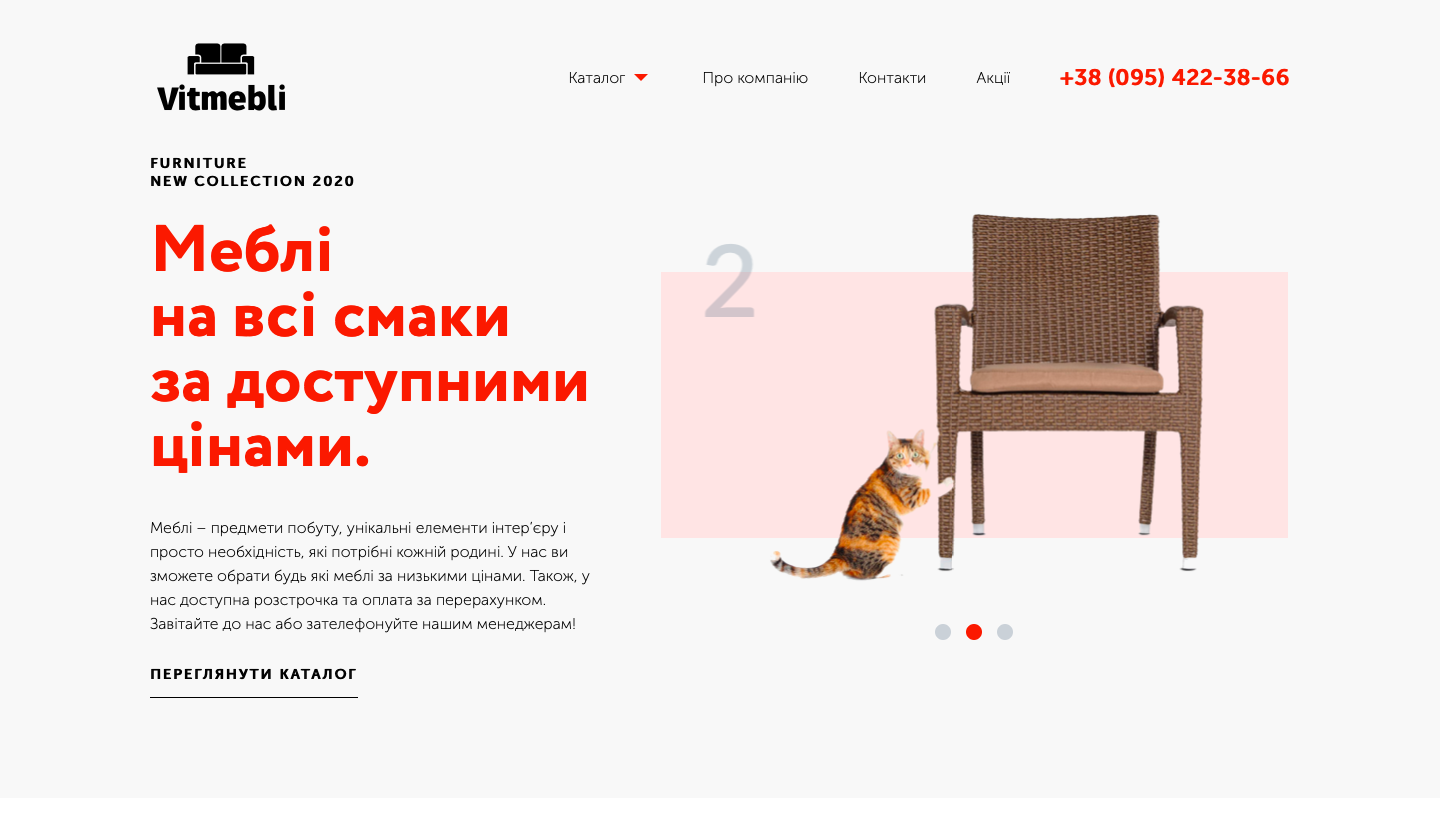 Vitmebli
Каталог
Про компанію
Контакти
Акції
+38 (095) 422-38-66
FURNITURE
NEW COLLECTION 2020
Меблі
на всі смаки
за доступними
цінами.
2
Меблі – предмети побуту, унікальні елементи інтер’єру і
просто необхідність, які потрібні кожній родині. У нас ви
зможете обрати будь які меблі за низькими цінами. Також, у
нас доступна розстрочка та оплата за перерахунком.
Завітайте до нас або зателефонуйте нашим менеджерам!
ПЕРЕГЛЯНУТИ КАТАЛОГ